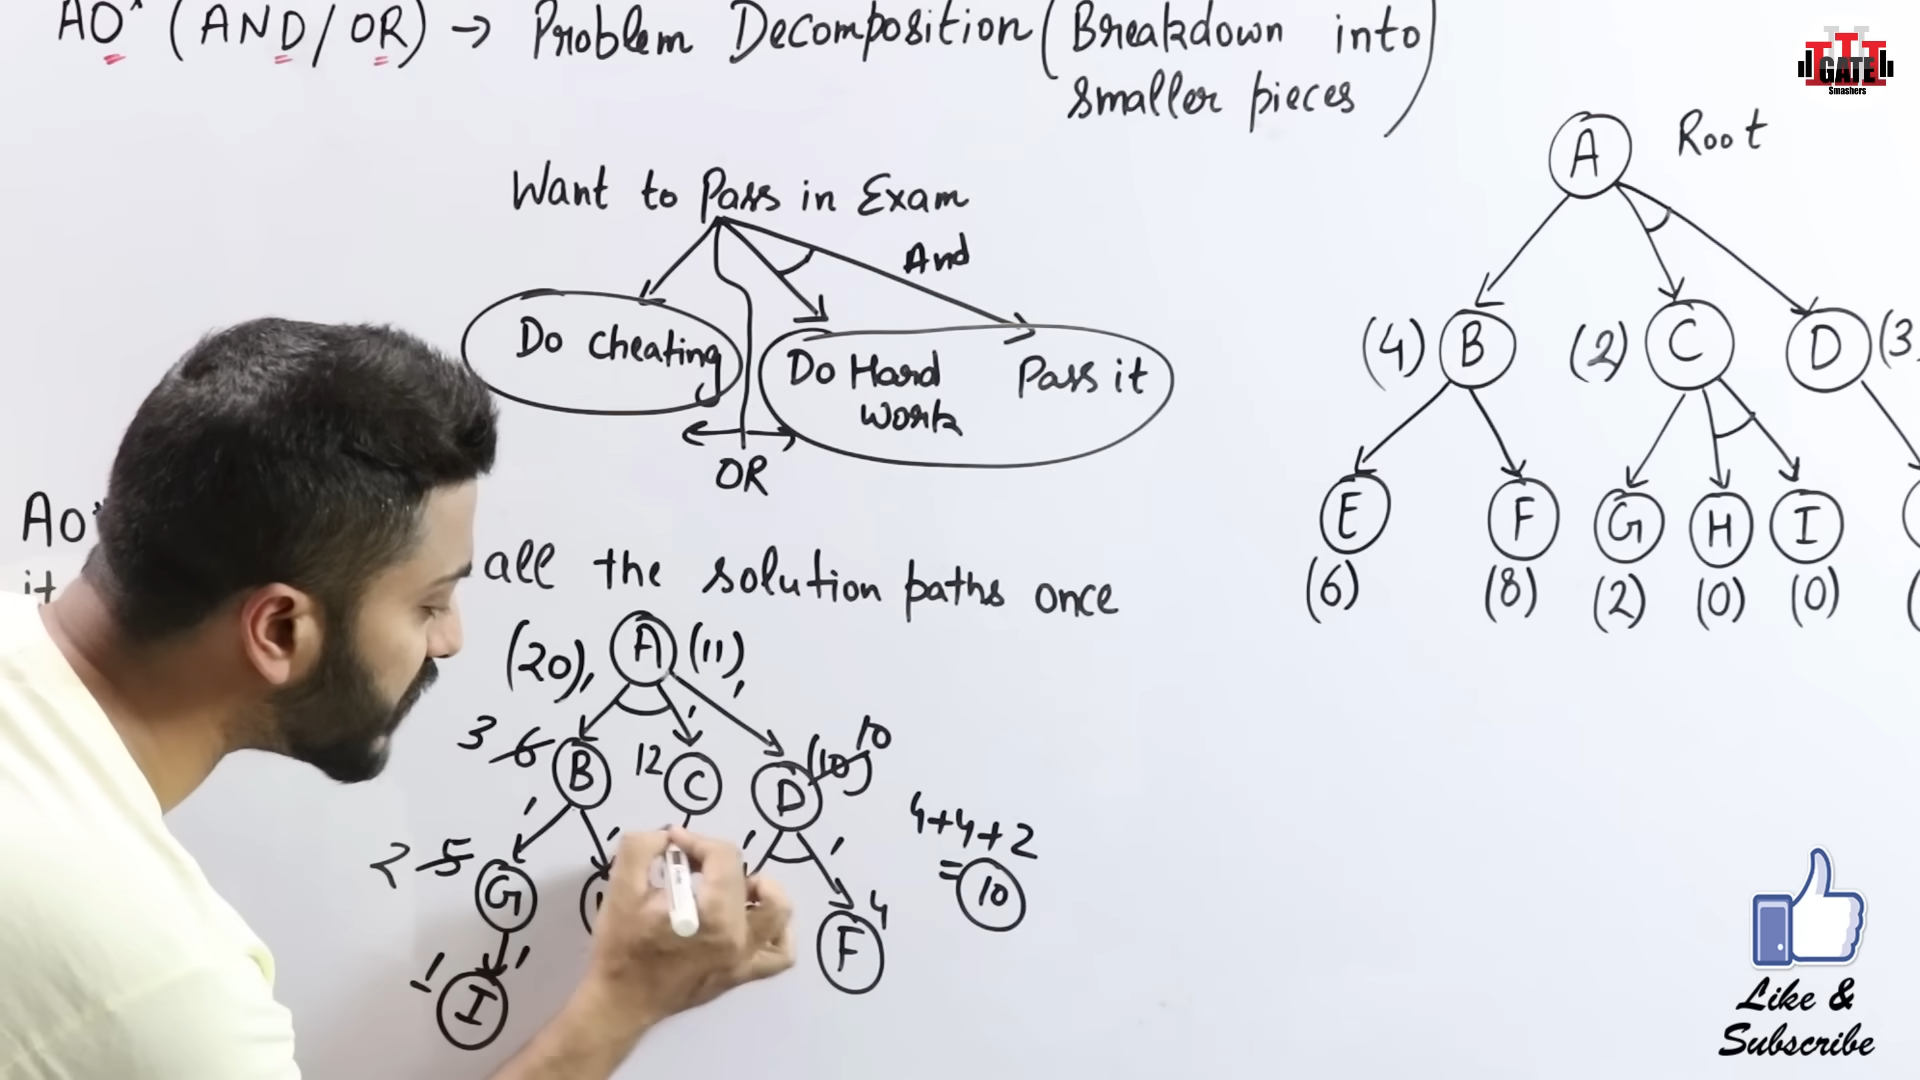 AO* (AND/OR) → Problem Decomposition (Breakdown into
smaller pieces)
GATE
Smashers
A Root
Want to Pass in Exam
And
Do Cheating
Do Hard
Work
Pass it
OR
(4) B (2) C D (3
E F G H I
(6) (8) (2) (0) (0)
AO*
it
all the solution paths once
(20), A (11),
3 6 B 12 C D (10) 10
4+4+2
=10
2 5 G
F 4
1 I 1
Like &
Subscribe